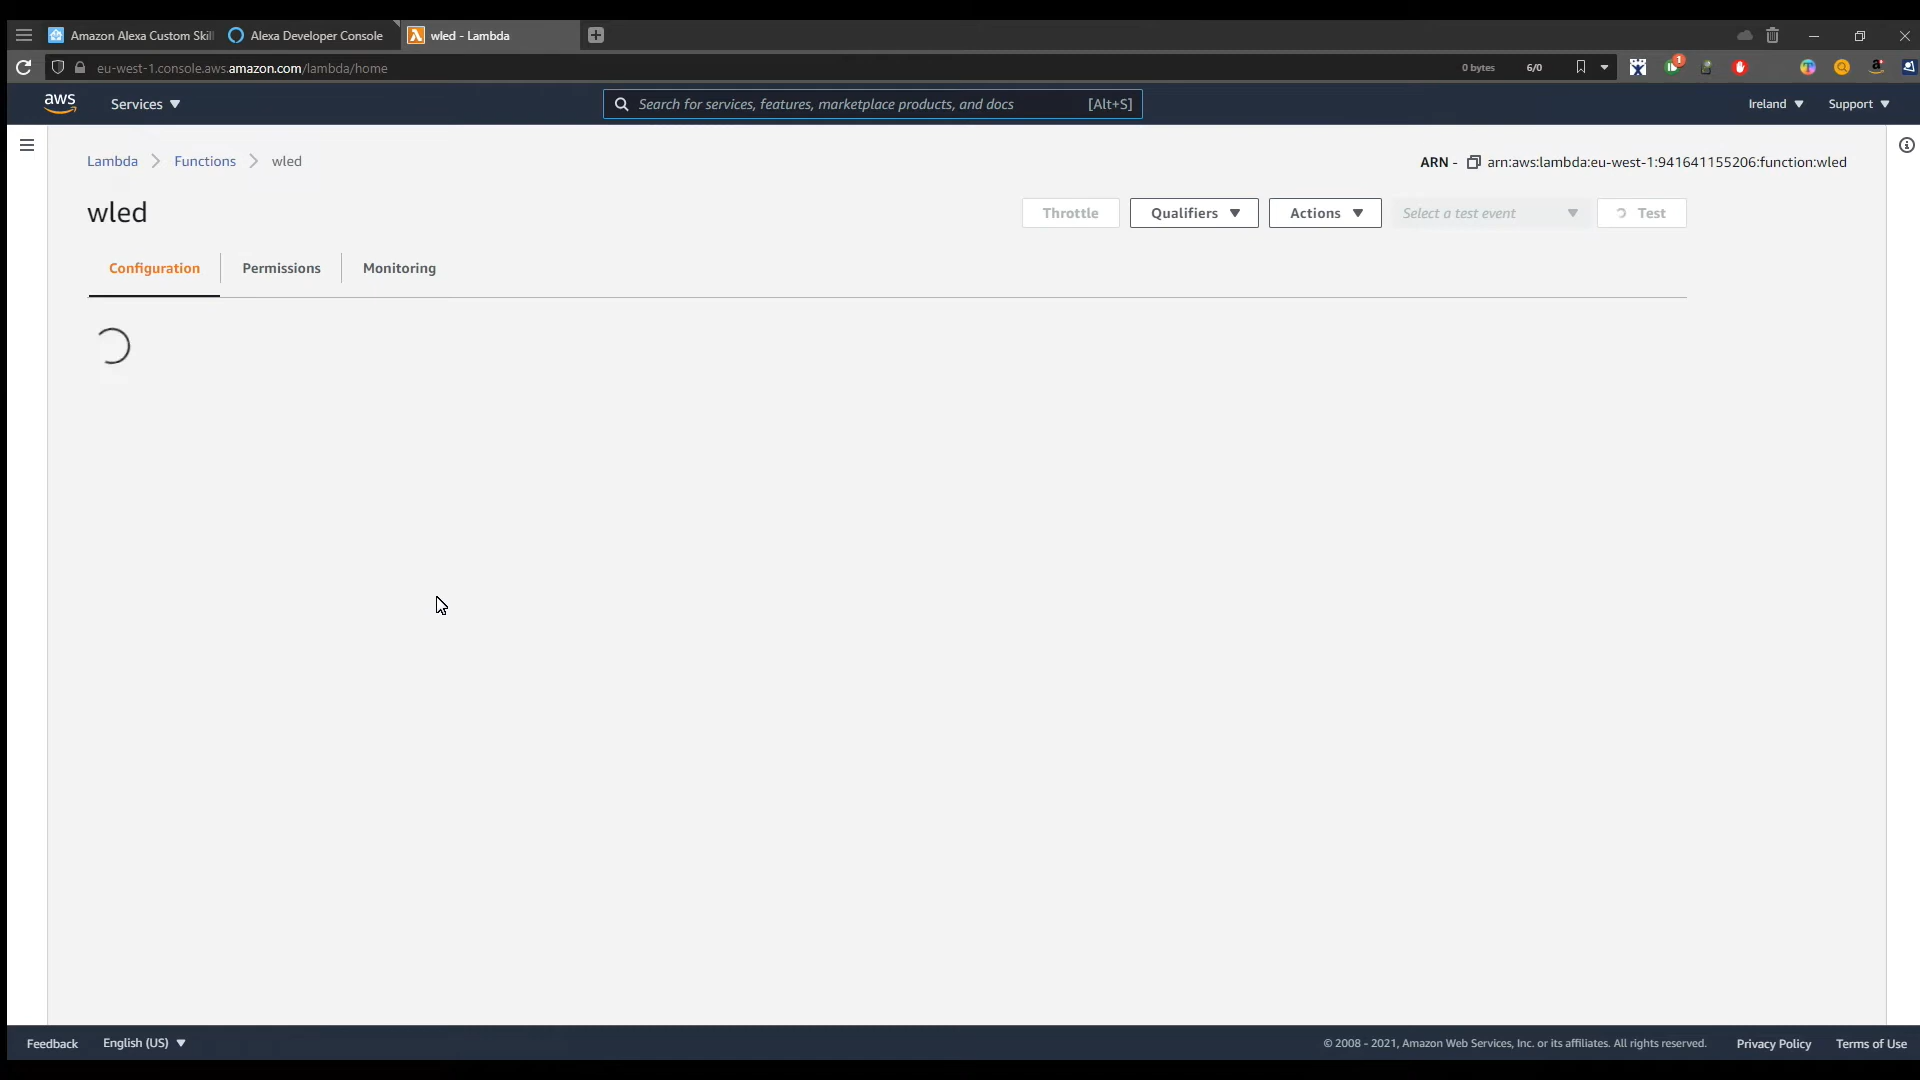 Amazon Alexa Custom Skil
Alexa Developer Console
wled - Lambda
eu-west-1.console.aws.amazon.com/lambda/home
0 bytes
6/0
1
aws
Services
Search for services, features, marketplace products, and docs
[Alt+S]
Ireland
Support
Lambda
Functions
wled
ARN -
arn:aws:lambda:eu-west-1:941641155206:function:wled
wled
Throttle
Qualifiers
Actions
Select a test event
Test
Configuration
Permissions
Monitoring
Feedback
English (US)
© 2008 - 2021, Amazon Web Services, Inc. or its affiliates. All rights reserved.
Privacy Policy
Terms of Use